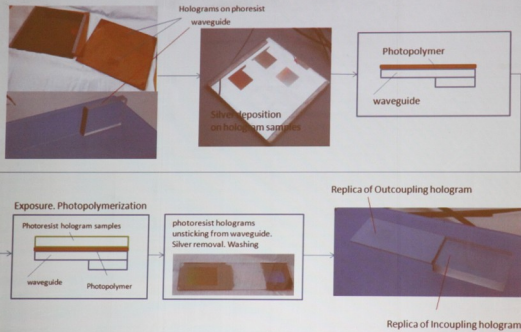 Holograms on phoresist
waveguide
Silver deposition
on hologram samples
Photopolymer
waveguide
Exposure. Photopolymerization
Photoresist hologram samples
waveguide
Photopolymer
photoresist holograms
unsticking from waveguide.
Silver removal. Washing
Replica of Outcoupling hologram
Replica of Incoupling hologram